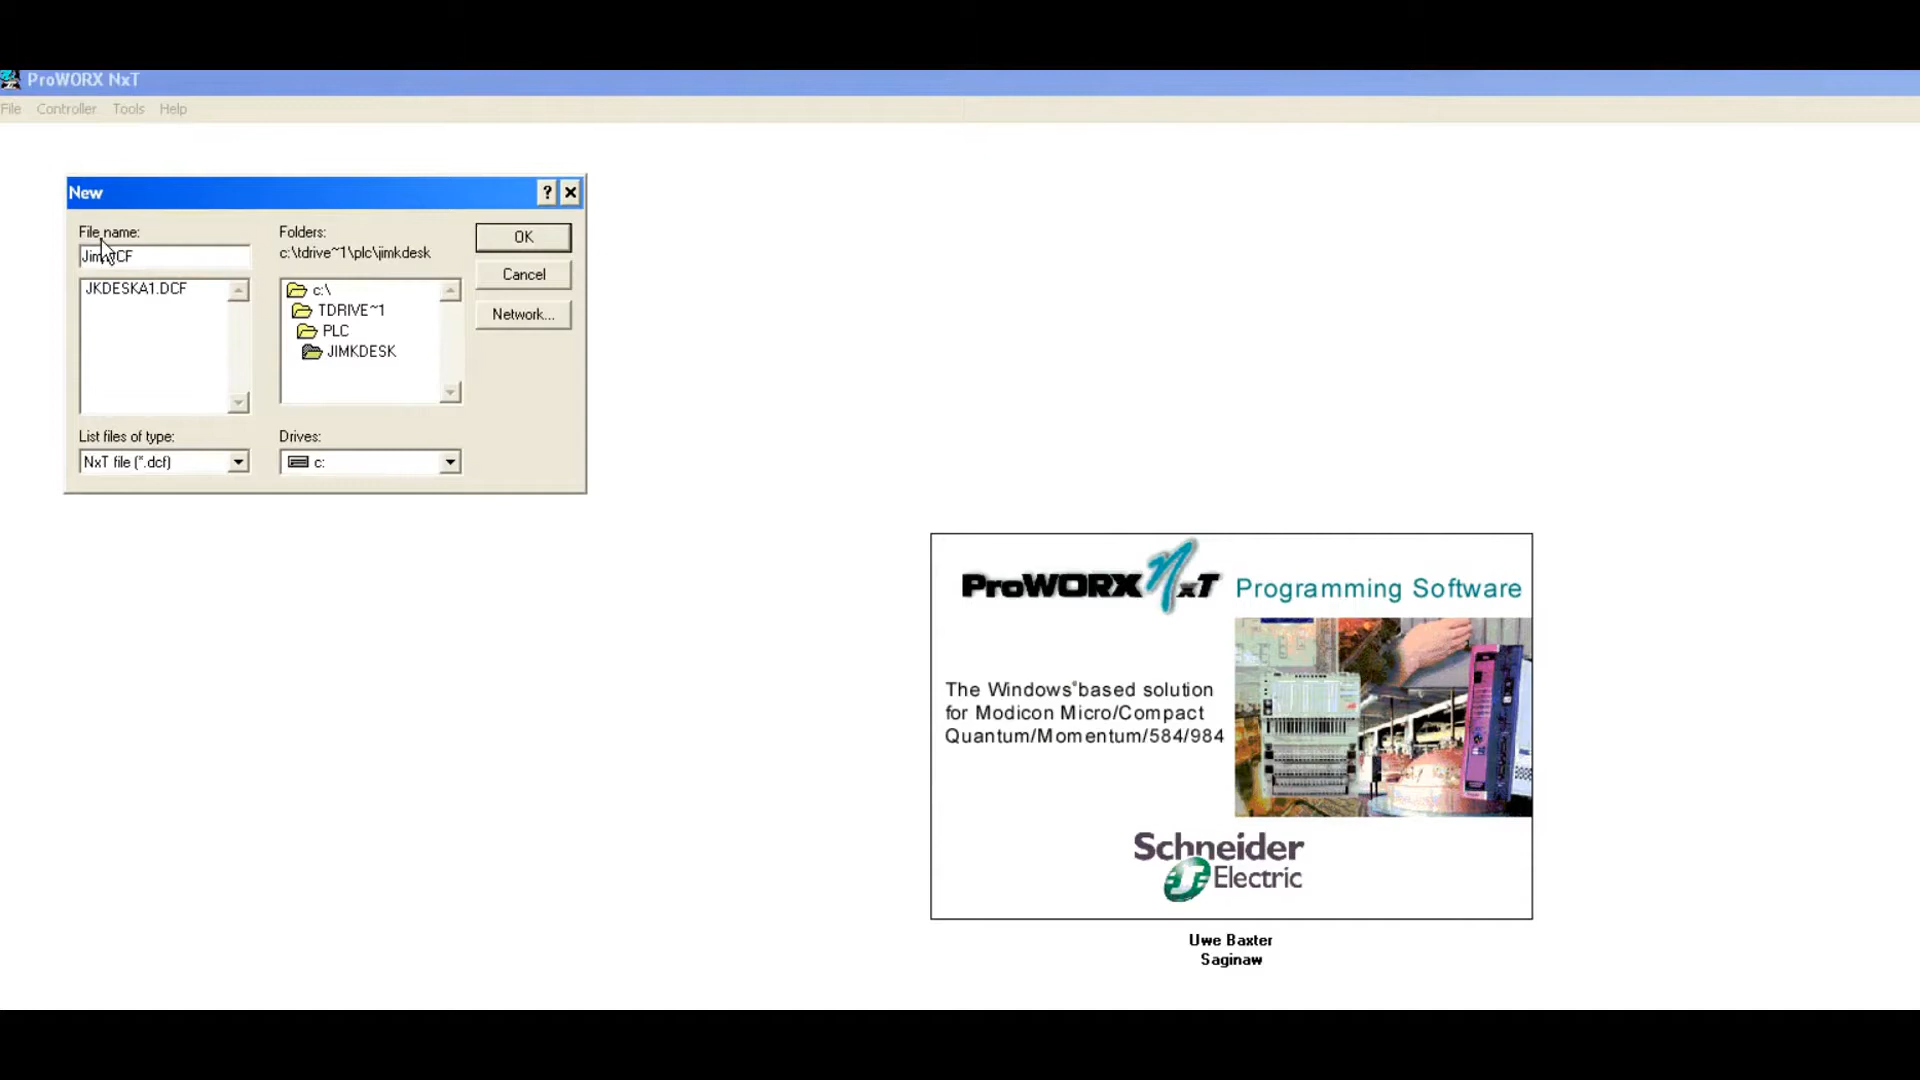 ProWORX NxT
File Controller Tools Help
New
File name:
Folders:
OK
c:\tdrive~1\plc\jimkdesk
Cancel
JKDESKA1.DCF
c:\
TDRIVE~1
PLC
JIMKDESK
Network...
List files of type:
Drives:
NxT file (*.dcf)
c:
ProWORX NxT Programming Software
The Windows® based solution
for Modicon Micro/Compact
Quantum/Momentum/584/984
Schneider
Electric
Uwe Baxter
Saginaw